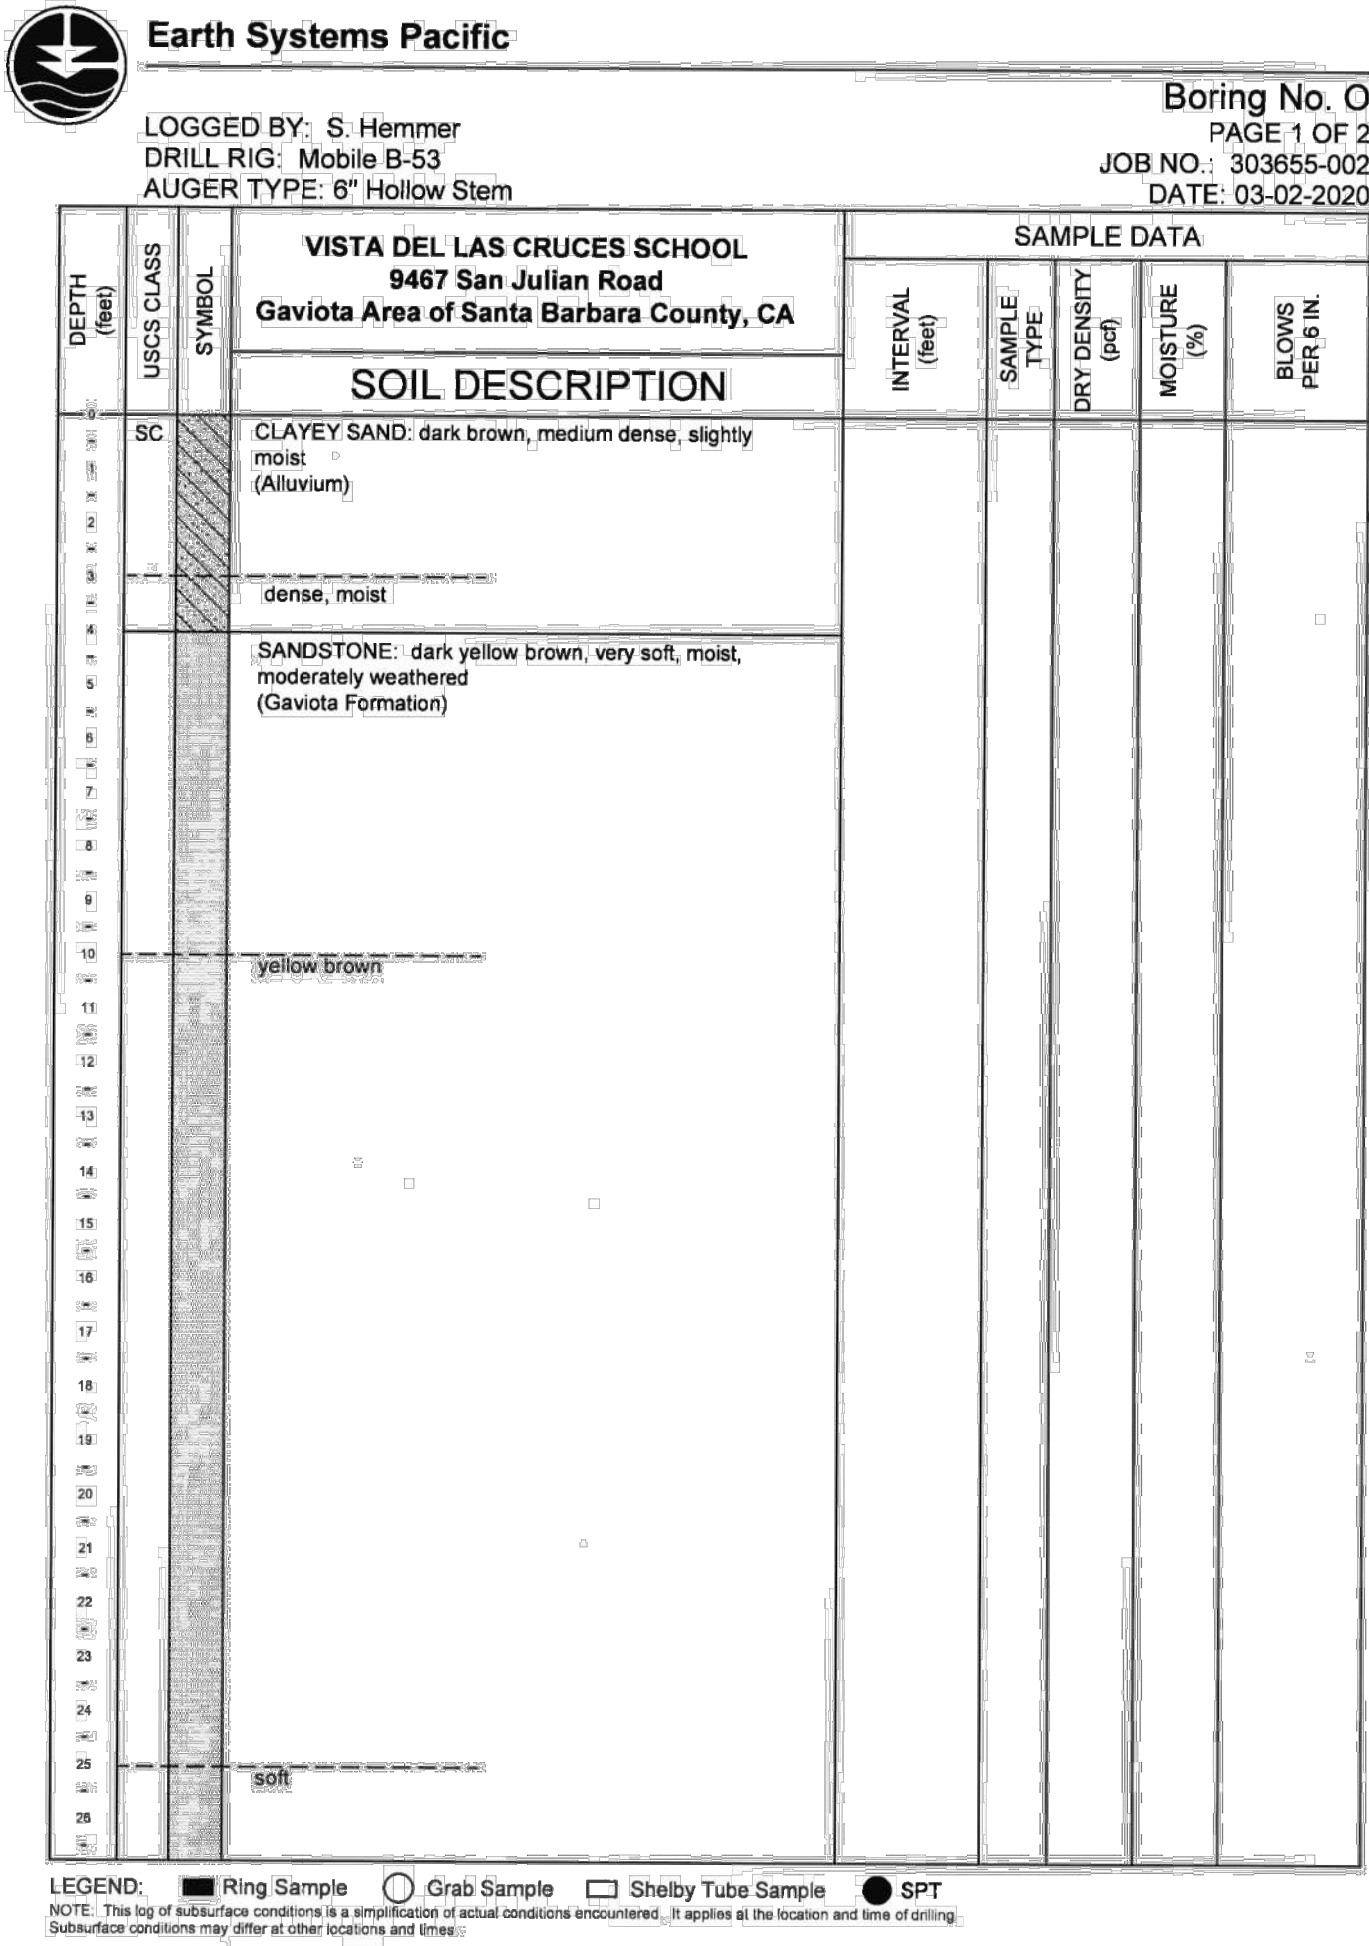 Earth Systems Pacific
Boring No. O
PAGE 1 OF 2
JOB NO.: 303655-002
DATE: 03-02-2020
LOGGED BY: S. Hemmer
DRILL RIG: Mobile B-53
AUGER TYPE: 6" Hollow Stem
DEPTH
(feet)
USCS CLASS
SYMBOL
VISTA DEL LAS CRUCES SCHOOL
9467 San Julian Road
Gaviota Area of Santa Barbara County, CA
SOIL DESCRIPTION
SAMPLE DATA
INTERVAL
(feet)
SAMPLE
TYPE
DRY DENSITY
(pcf)
MOISTURE
(%)
BLOWS
PER 6 IN.
0
SC
CLAYEY SAND: dark brown, medium dense, slightly
moist
(Alluvium)
1
2
3
dense, moist
4
SANDSTONE: dark yellow brown, very soft, moist,
moderately weathered
(Gaviota Formation)
5
6
7
8
9
10
yellow brown
11
12
13
14
15
16
17
18
19
20
21
22
23
24
25
soft
26
LEGEND: Ring Sample Grab Sample Shelby Tube Sample SPT
NOTE: This log of subsurface conditions is a simplification of actual conditions encountered. It applies at the location and time of drilling.
Subsurface conditions may differ at other locations and times.